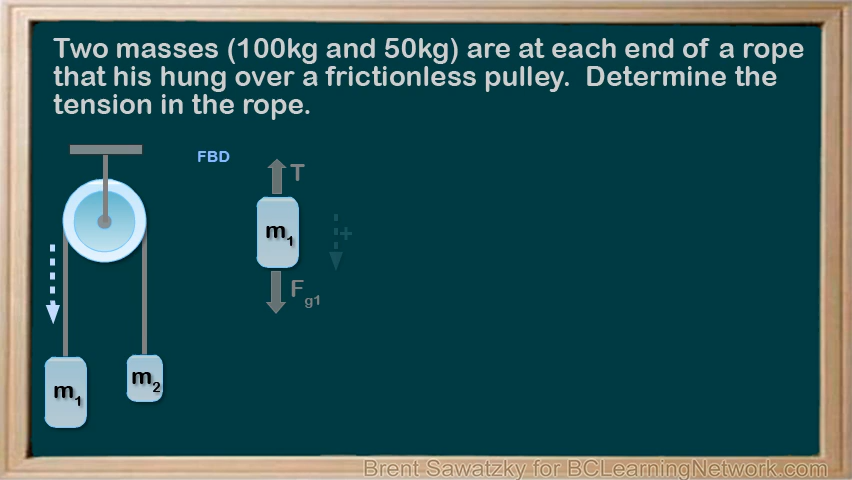 Two masses (100kg and 50kg) are at each end of a rope
that his hung over a frictionless pulley. Determine the
tension in the rope.
FBD
T
m1
+
Fg1
m1
m2
Brent Sawatzky for BCLearningNetwork.com